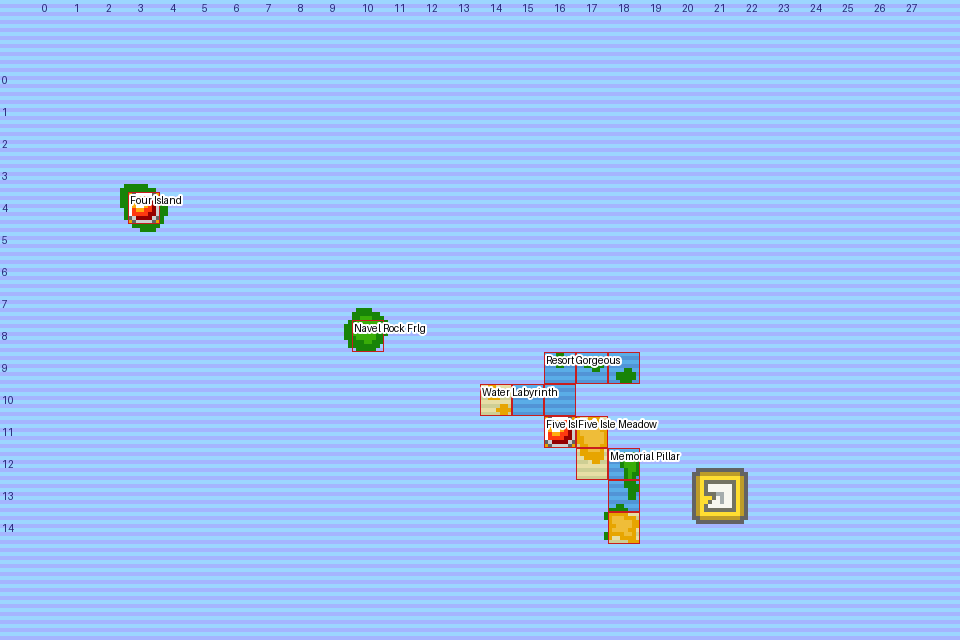 0 1 2 3 4 5 6 7 8 9 10 11 12 13 14 15 16 17 18 19 20 21 22 23 24 25 26 27
0
1
2
3
Four Island
4
5
6
7
Navel Rock Frlg
8
Resort Gorgeous
9
Water Labyrinth
10
Five Isl
Five Isle Meadow
11
Memorial Pillar
12
13
14